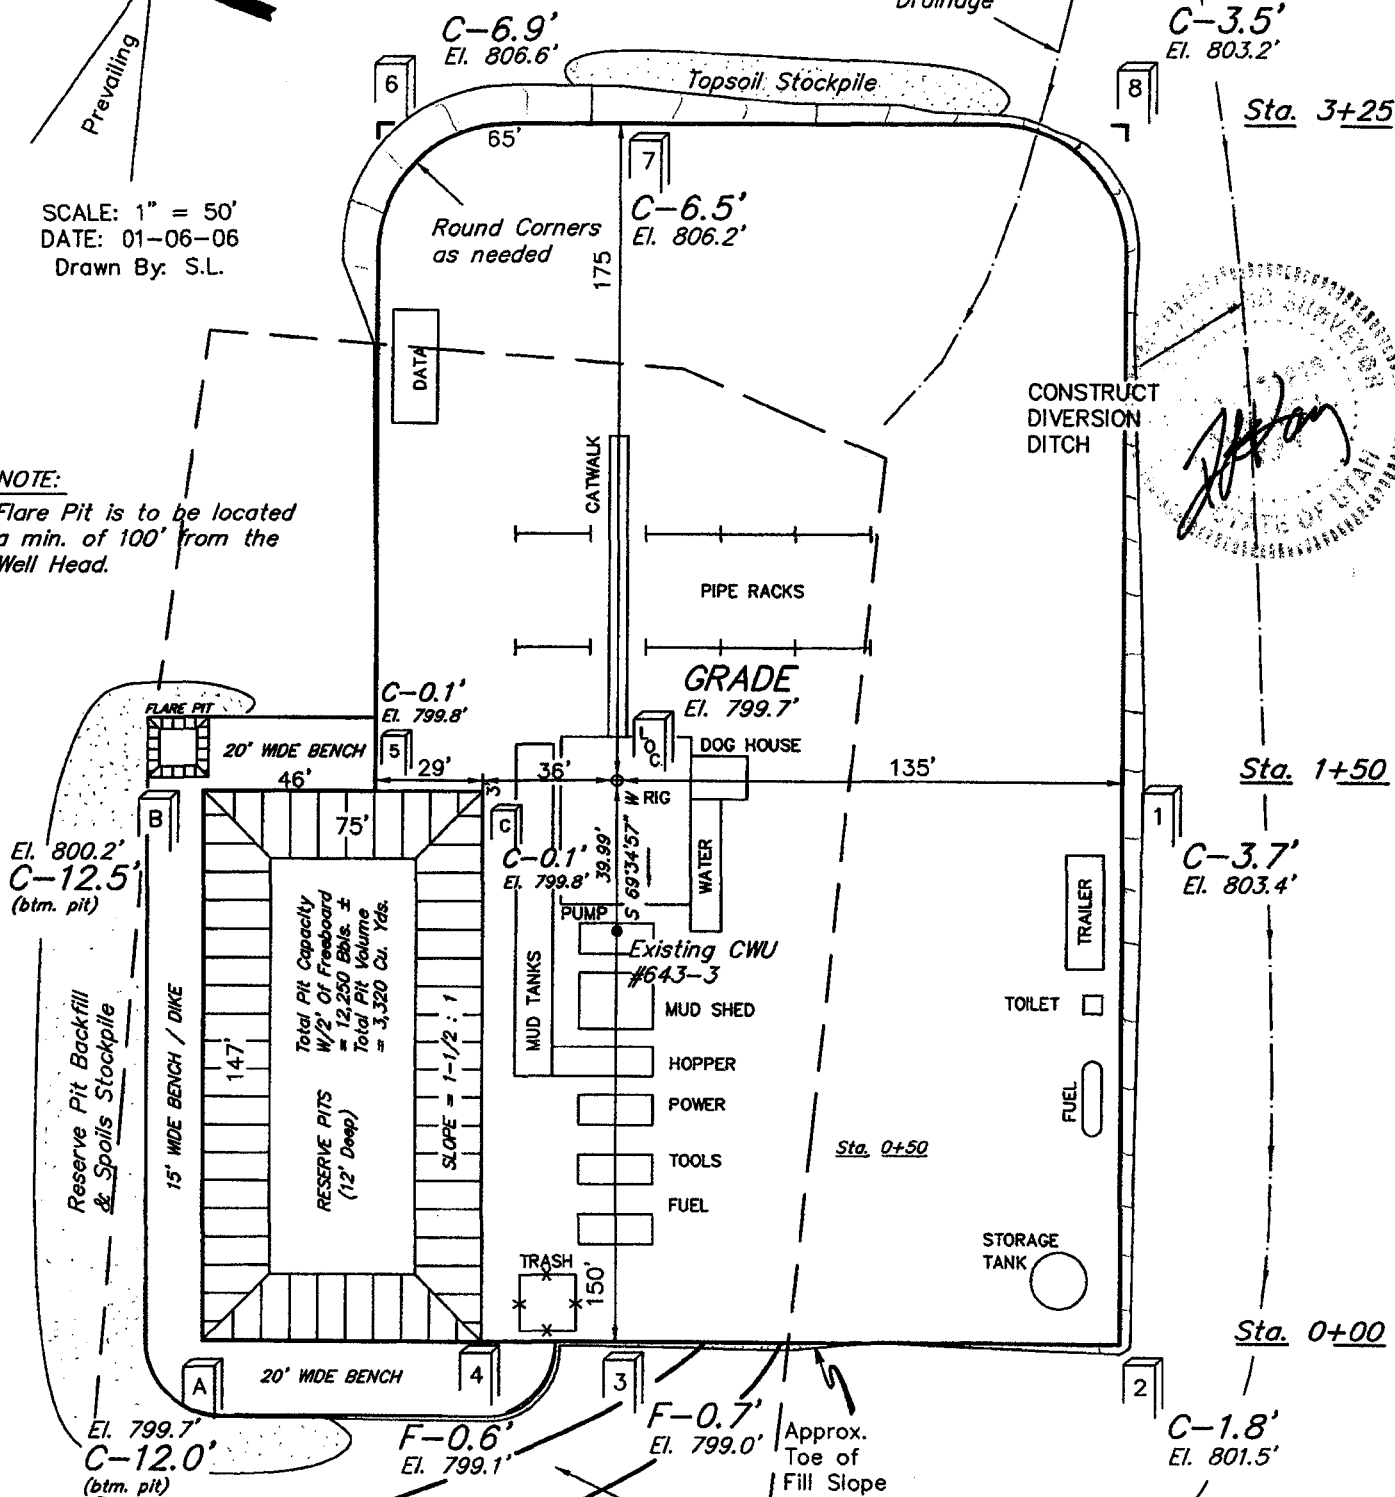 Drainage
C-6.9'
El. 806.6'
C-3.5'
El. 803.2'
Prevailing
6
Topsoil Stockpile
8
Sta. 3+25
65'
7
SCALE: 1" = 50'
DATE: 01-06-06
Drawn By: S.L.
Round Corners
as needed
C-6.5'
El. 806.2'
175
DATA
SURVEYOR
STATE OF UTAH
CONSTRUCT
DIVERSION
DITCH
CATWALK
NOTE:
Flare Pit is to be located
a min. of 100' from the
Well Head.
PIPE RACKS
GRADE
El. 799.7'
C-0.1'
El. 799.8'
FLARE PIT
20' WIDE BENCH
5
LOC.
DOG HOUSE
46'
29'
36'
135'
Sta. 1+50
3'
RIG
B
75'
C
1
El. 800.2'
C-12.5'
(btm. pit)
C-0.1'
El. 799.8'
39.99'
S 69°34'57" W
WATER
C-3.7'
El. 803.4'
TRAILER
PUMP
Total Pit Capacity
W/2' Of Freeboard
= 12,250 Bbls. ±
Total Pit Volume
= 3,320 Cu. Yds.
Existing CWU
#643-3
MUD TANKS
MUD SHED
TOILET
Reserve Pit Backfill
& Spoils Stockpile
15' WIDE BENCH / DIKE
147'
RESERVE PITS
(12' Deep)
SLOPE = 1-1/2 : 1
HOPPER
POWER
FUEL
TOOLS
Sta. 0+50
FUEL
STORAGE
TANK
TRASH
150'
Sta. 0+00
A
20' WIDE BENCH
4
3
2
El. 799.7'
C-12.0'
(btm. pit)
F-0.6'
El. 799.1'
F-0.7'
El. 799.0'
Approx.
Toe of
Fill Slope
C-1.8'
El. 801.5'